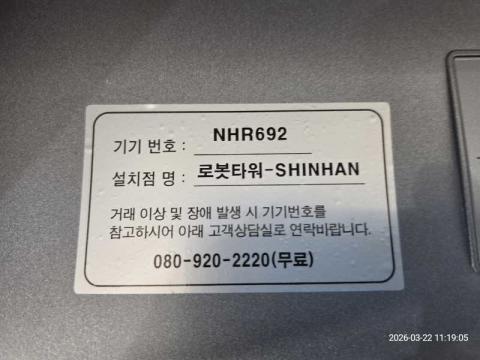 기기 번호 : NHR692
설치점 명 : 로봇타워-SHINHAN
거래 이상 및 장애 발생 시 기기번호를
참고하시어 아래 고객상담실로 연락바랍니다.
080-920-2220(무료)
2026-03-22 11:19:05